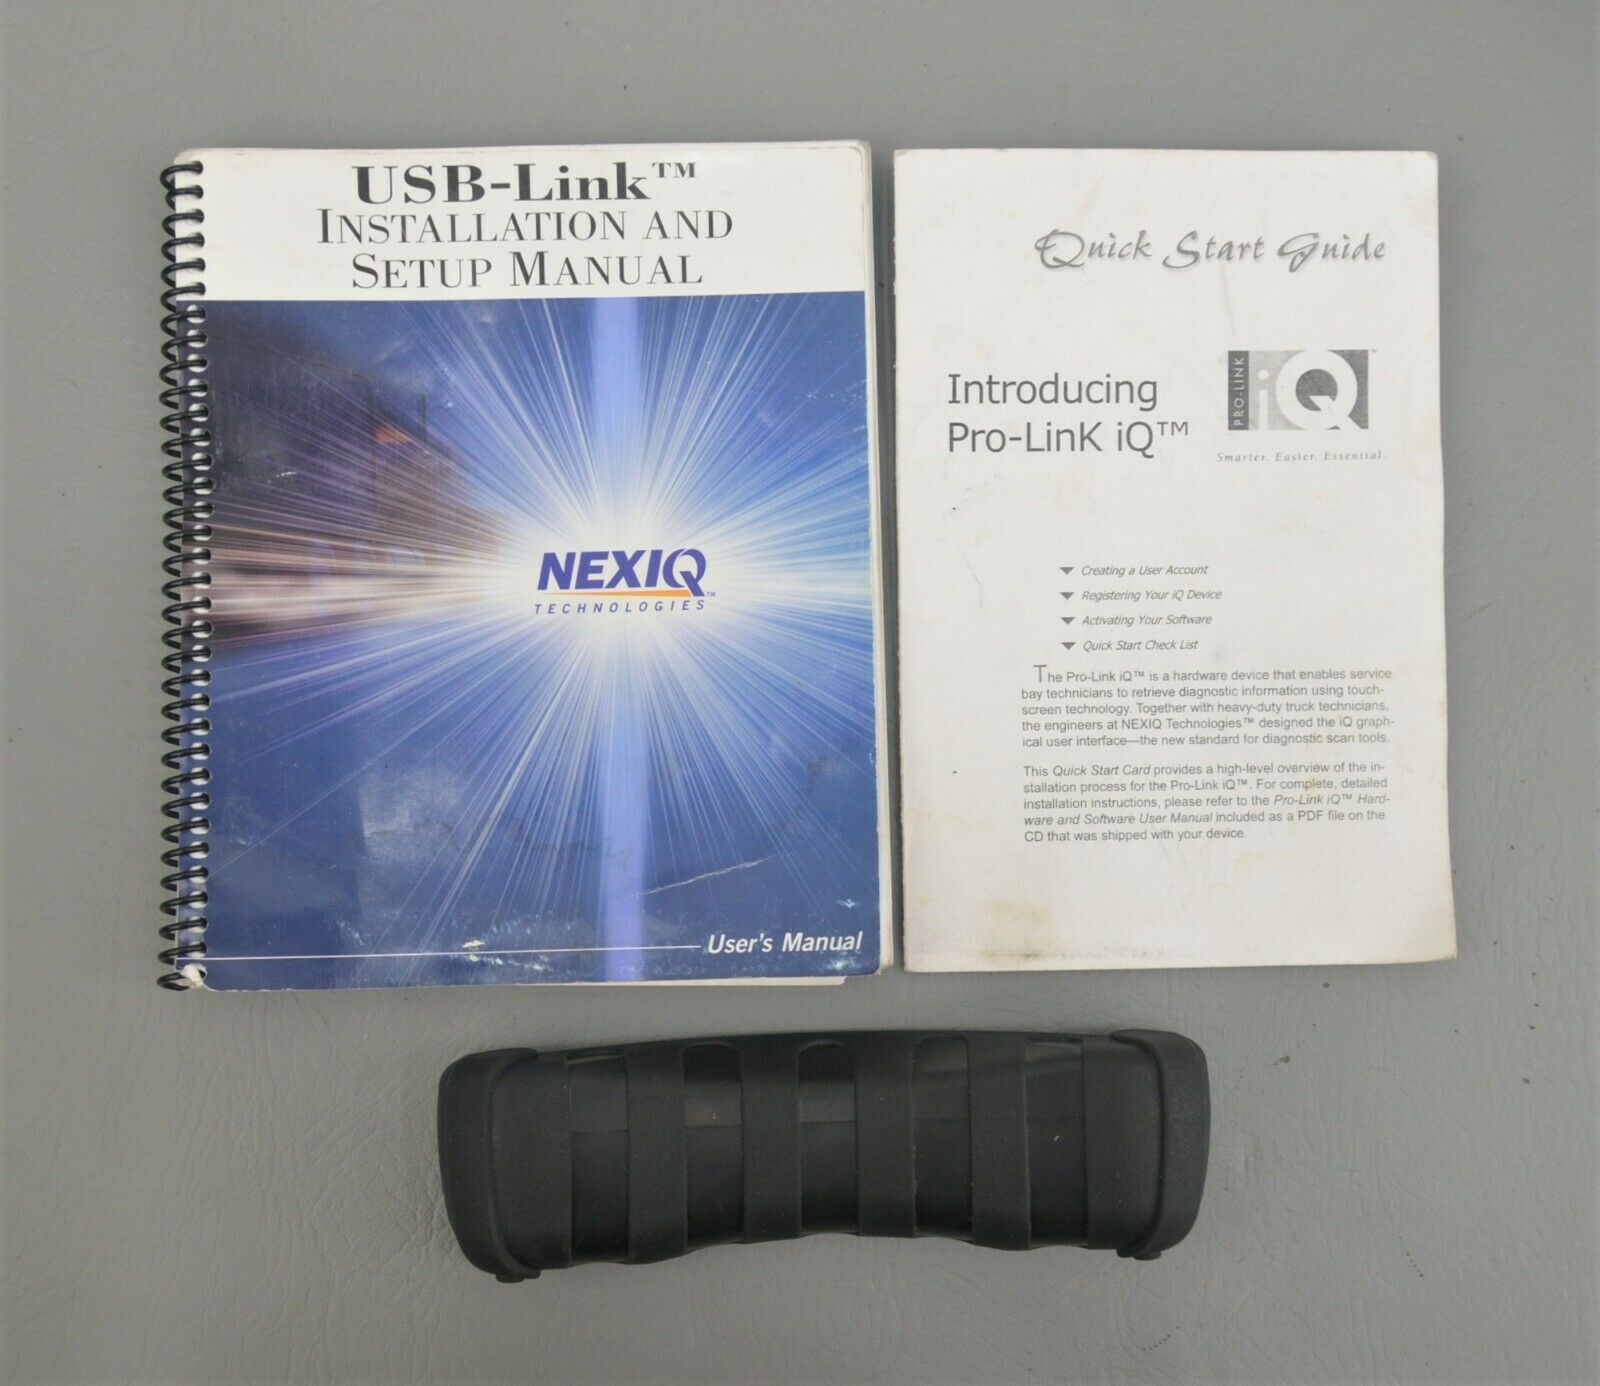 USB-Link™
INSTALLATION AND
SETUP MANUAL
NEXIQ™
TECHNOLOGIES
User's Manual
Quick Start Guide
Introducing
Pro-LinK iQ™
PRO-LINK
iQ™
Smarter. Easier. Essential.
Creating a User Account
Registering Your iQ Device
Activating Your Software
Quick Start Check List
The Pro-Link iQ™ is a hardware device that enables service
bay technicians to retrieve diagnostic information using touch-
screen technology. Together with heavy-duty truck technicians,
the engineers at NEXIQ Technologies™ designed the iQ graph-
ical user interface—the new standard for diagnostic scan tools.
This Quick Start Card provides a high-level overview of the in-
stallation process for the Pro-Link iQ™. For complete, detailed
installation instructions, please refer to the Pro-Link iQ™ Hard-
ware and Software User Manual included as a PDF file on the
CD that was shipped with your device.